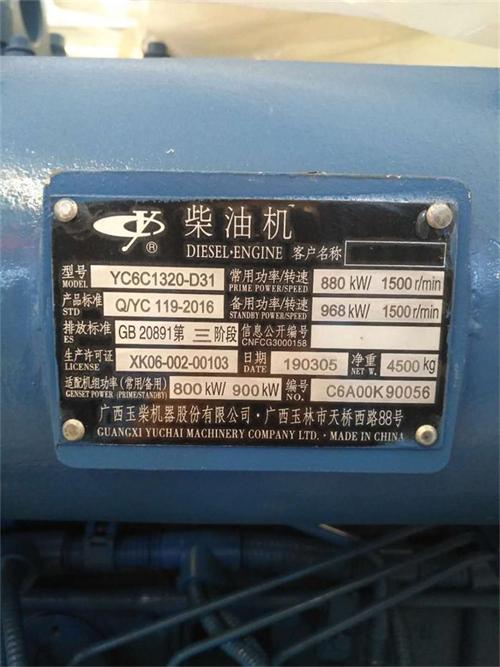 柴油机
®
DIESEL·ENGINE 客户名称
型号 MODEL YC6C1320-D31 常用功率/转速 PRIME POWER/SPEED 880 kW/ 1500 r/min
产品标准 STD Q/YC 119-2016 备用功率/转速 STANDBY POWER/SPEED 968 kW/ 1500 r/min
排放标准 ES GB 20891第 三 阶段 信息公开编号 CNFCG3000158
生产许可证 LICENSE XK06-002-00103 日期 DATE 190305 净重 NET W. 4500 kg
适配机组功率(常用/备用) GENSET POWER (PRIME/STANDBY) 800 kW/ 900 kW 编号 NO. C6A00K90056
广西玉柴机器股份有限公司·广西玉林市天桥西路88号
GUANGXI YUCHAI MACHINERY COMPANY LTD.·MADE IN CHINA